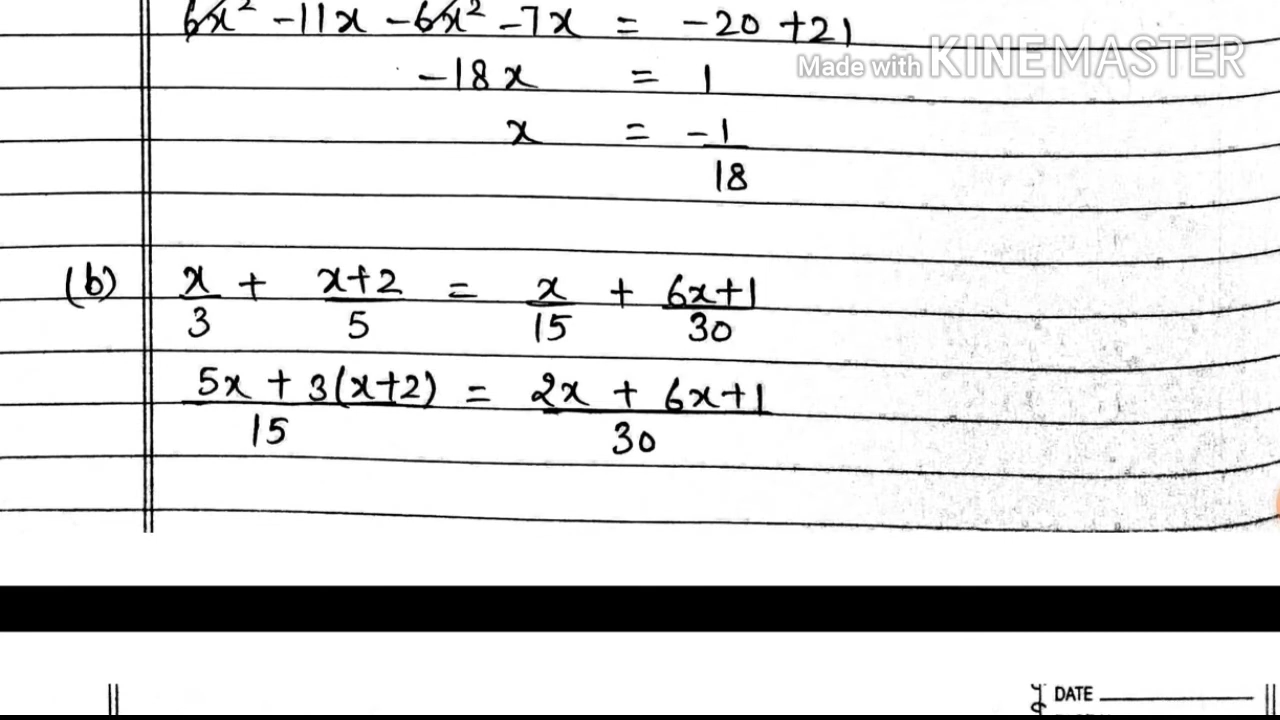 6x² - 11x - 6x² - 7x = -20 + 21
Made with KINEMASTER
-18x = 1
x = -1/18
(b) x/3 + x+2/5 = x/15 + 6x+1/30
5x + 3(x+2)/15 = 2x + 6x+1/30
DATE